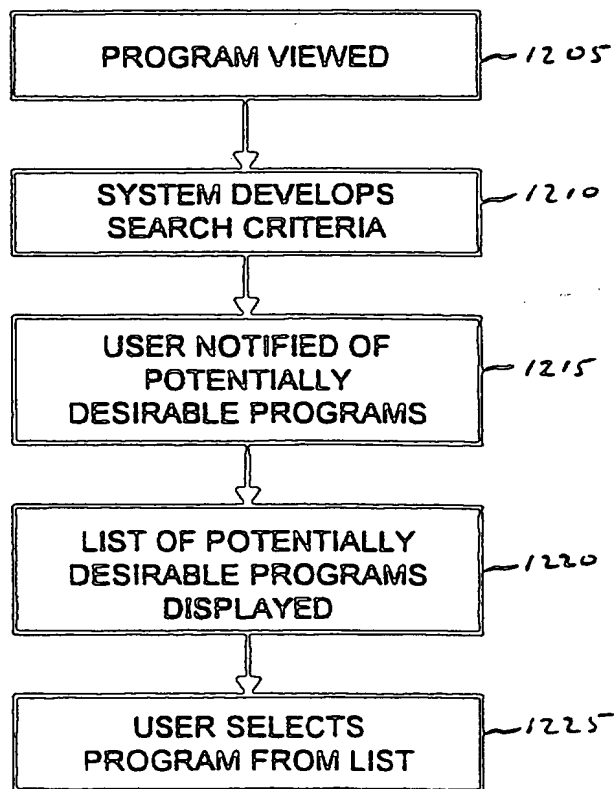 PROGRAM VIEWED
1205
SYSTEM DEVELOPS
SEARCH CRITERIA
1210
USER NOTIFIED OF
POTENTIALLY
DESIRABLE PROGRAMS
1215
LIST OF POTENTIALLY
DESIRABLE PROGRAMS
DISPLAYED
1220
USER SELECTS
PROGRAM FROM LIST
1225